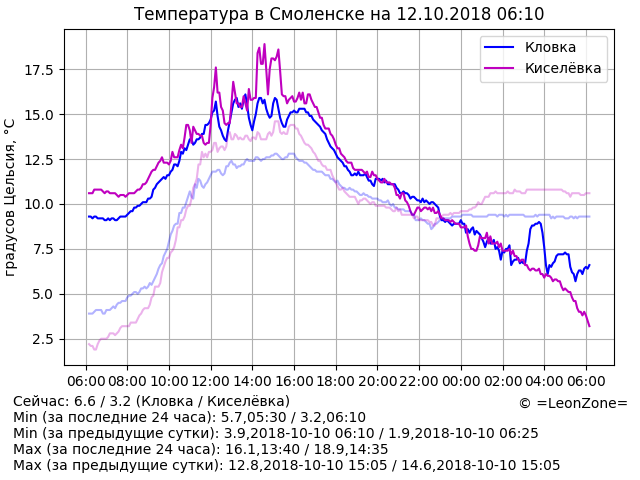 Температура в Смоленске на 12.10.2018 06:10
градусов Цельсия, °C
17.5
15.0
12.5
10.0
7.5
5.0
2.5
Кловка
Киселёвка
06:00 08:00 10:00 12:00 14:00 16:00 18:00 20:00 22:00 00:00 02:00 04:00 06:00
Сейчас: 6.6 / 3.2 (Кловка / Киселёвка)
© =LeonZone=
Min (за последние 24 часа): 5.7,05:30 / 3.2,06:10
Min (за предыдущие сутки): 3.9,2018-10-10 06:10 / 1.9,2018-10-10 06:25
Max (за последние 24 часа): 16.1,13:40 / 18.9,14:35
Max (за предыдущие сутки): 12.8,2018-10-10 15:05 / 14.6,2018-10-10 15:05